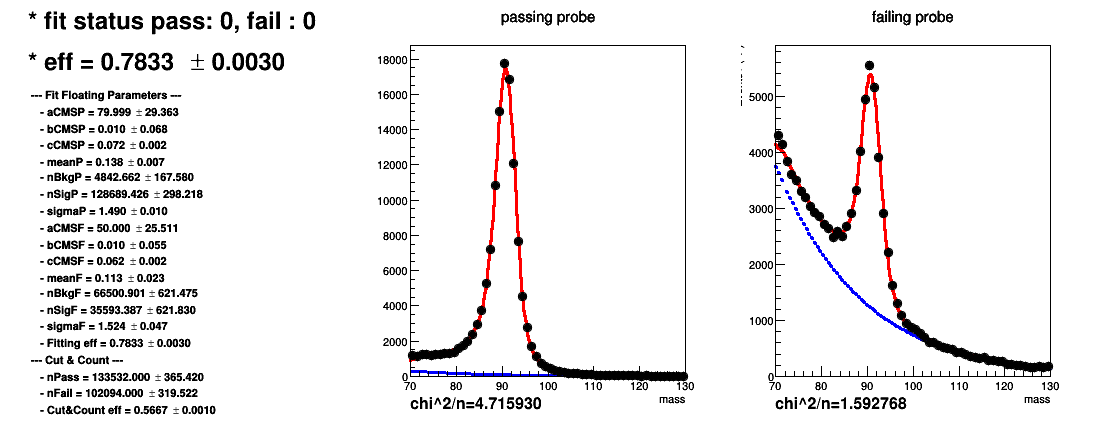 * fit status pass: 0, fail : 0
* eff = 0.7833 ± 0.0030
--- Fit Floating Parameters ---
- aCMSP = 79.999 ± 29.363
- bCMSP = 0.010 ± 0.068
- cCMSP = 0.072 ± 0.002
- meanP = 0.138 ± 0.007
- nBkgP = 4842.662 ± 167.580
- nSigP = 128689.426 ± 298.218
- sigmaP = 1.490 ± 0.010
- aCMSF = 50.000 ± 25.511
- bCMSF = 0.010 ± 0.055
- cCMSF = 0.062 ± 0.002
- meanF = 0.113 ± 0.023
- nBkgF = 66500.901 ± 621.475
- nSigF = 35593.387 ± 621.830
- sigmaF = 1.524 ± 0.047
- Fitting eff = 0.7833 ± 0.0030
--- Cut & Count ---
- nPass = 133532.000 ± 365.420
- nFail = 102094.000 ± 319.522
- Cut&Count eff = 0.5667 ± 0.0010
passing probe
18000
16000
14000
12000
10000
8000
6000
4000
2000
0
70 80 90 100 110 120 130
mass
chi^2/n=4.715930
failing probe
5000
4000
3000
2000
1000
0
70 80 90 100 110 120 130
mass
chi^2/n=1.592768